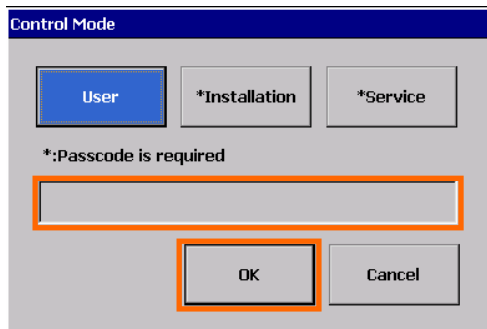 Control Mode
User *Installation *Service
*:Passcode is required
OK Cancel